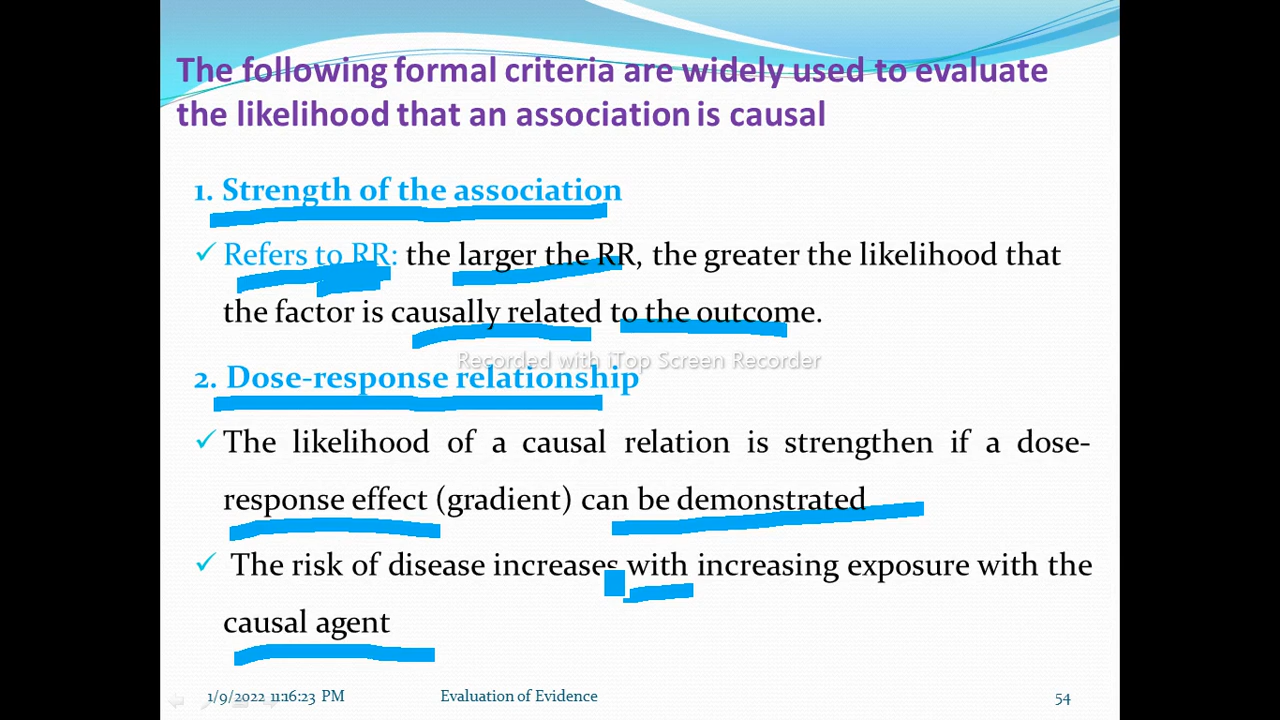 The following formal criteria are widely used to evaluate
the likelihood that an association is causal
1. Strength of the association
✓ Refers to RR: the larger the RR, the greater the likelihood that
the factor is causally related to the outcome.
Recorded with iTop Screen Recorder
2. Dose-response relationship
✓ The likelihood of a causal relation is strengthen if a dose-
response effect (gradient) can be demonstrated
✓ The risk of disease increases with increasing exposure with the
causal agent
1/9/2022 11:16:23 PM Evaluation of Evidence 54